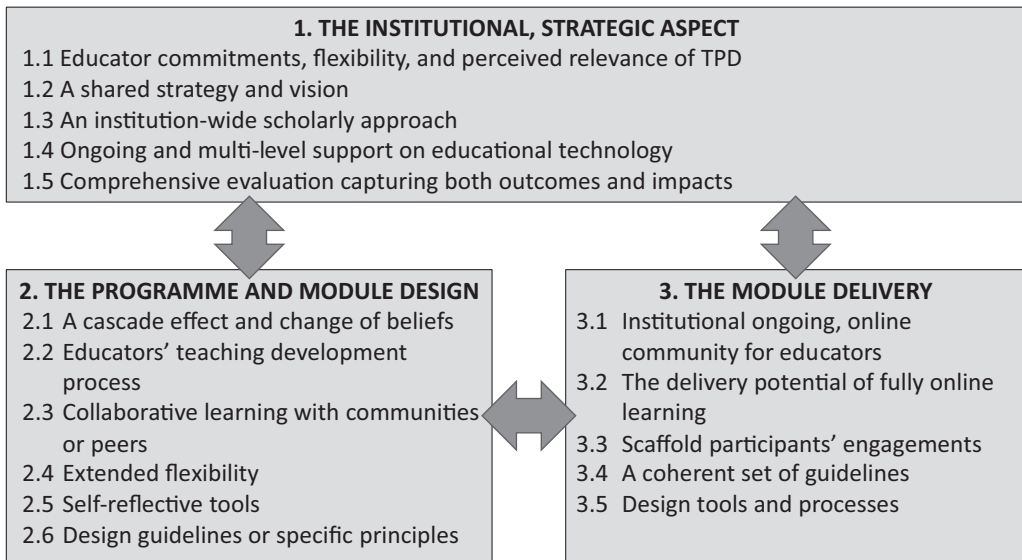 1. THE INSTITUTIONAL, STRATEGIC ASPECT
1.1 Educator commitments, flexibility, and perceived relevance of TPD
1.2 A shared strategy and vision
1.3 An institution-wide scholarly approach
1.4 Ongoing and multi-level support on educational technology
1.5 Comprehensive evaluation capturing both outcomes and impacts
2. THE PROGRAMME AND MODULE DESIGN
2.1 A cascade effect and change of beliefs
2.2 Educators’ teaching development
process
2.3 Collaborative learning with communities
or peers
2.4 Extended flexibility
2.5 Self-reflective tools
2.6 Design guidelines or specific principles
3. THE MODULE DELIVERY
3.1 Institutional ongoing, online
community for educators
3.2 The delivery potential of fully online
learning
3.3 Scaffold participants’ engagements
3.4 A coherent set of guidelines
3.5 Design tools and processes